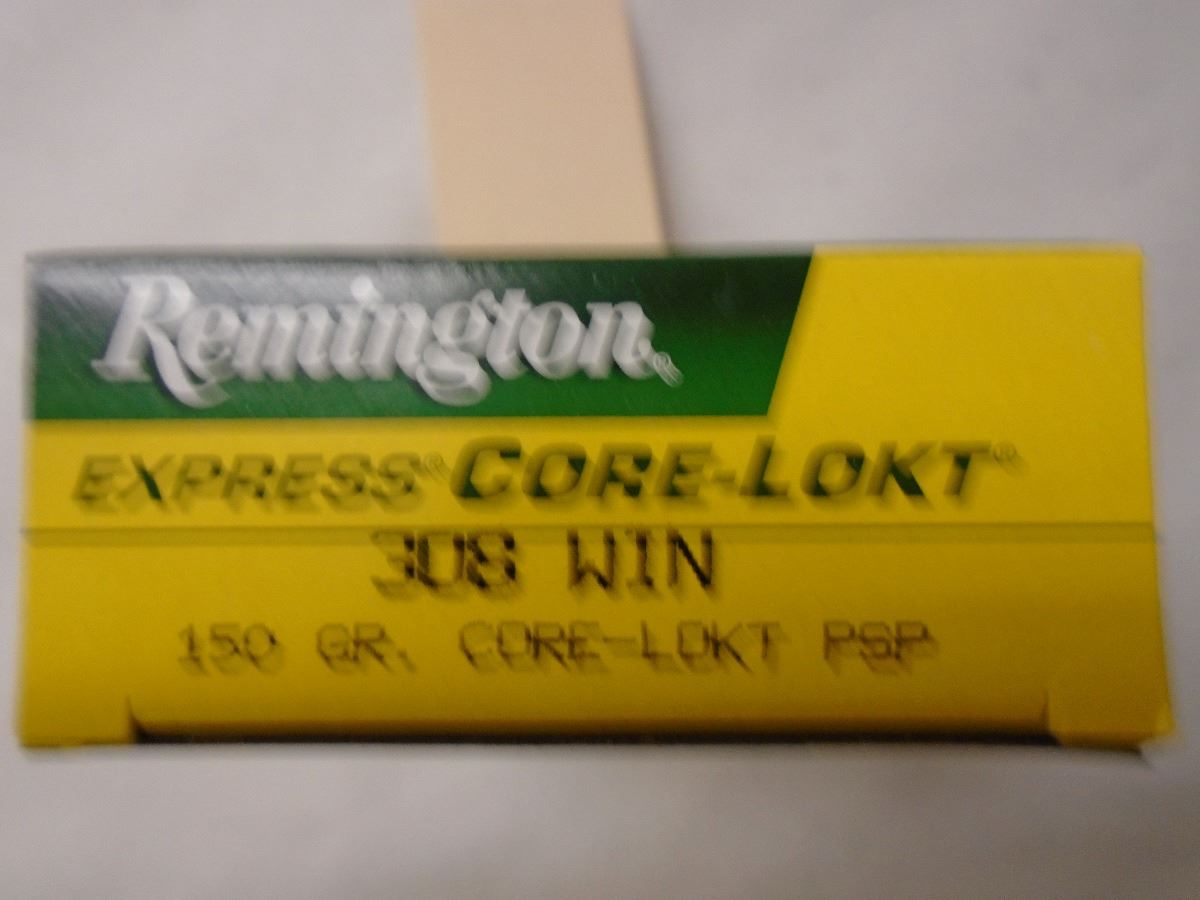 Remington®
EXPRESS® CORE-LOKT®
308 WIN
150 GR. CORE-LOKT PSP